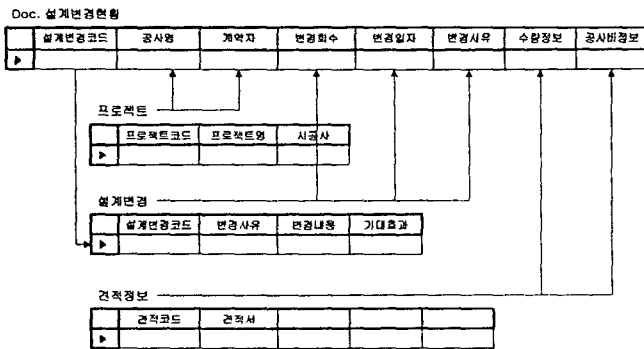 Doc. 설계변경현황
설계변경코드 공사명 계약자 변경회수 변경일자 변경사유 수량정보 공사비정보
프로젝트
프로젝트코드 프로젝트명 시공사
설계변경
설계변경코드 변경사유 변경내용 기대효과
견적정보
견적코드 견적서